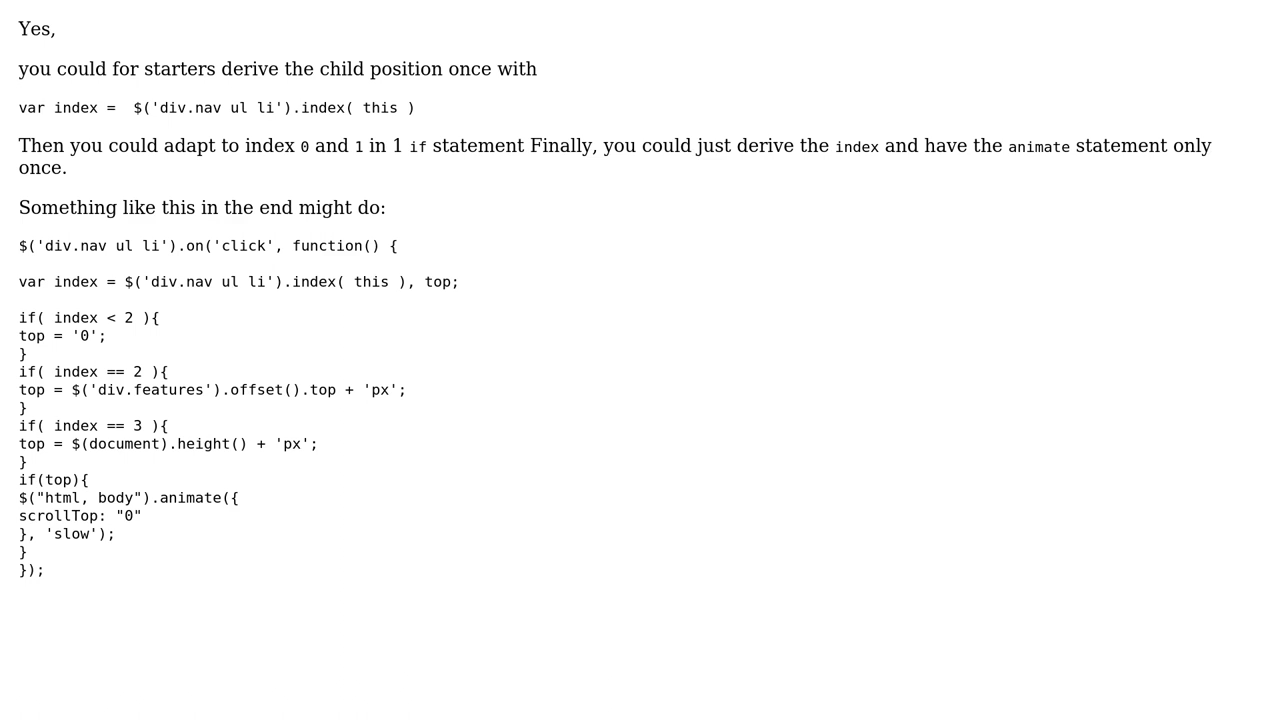 Yes,
you could for starters derive the child position once with
var index =  $('div.nav ul li').index( this )
Then you could adapt to index 0 and 1 in 1 if statement Finally, you could just derive the index and have the animate statement only
once.
Something like this in the end might do:
$('div.nav ul li').on('click', function() {
var index = $('div.nav ul li').index( this ), top;
if( index < 2 ){
top = '0';
}
if( index == 2 ){
top = $('div.features').offset().top + 'px';
}
if( index == 3 ){
top = $(document).height() + 'px';
}
if(top){
$("html, body").animate({
scrollTop: "0"
}, 'slow');
}
});